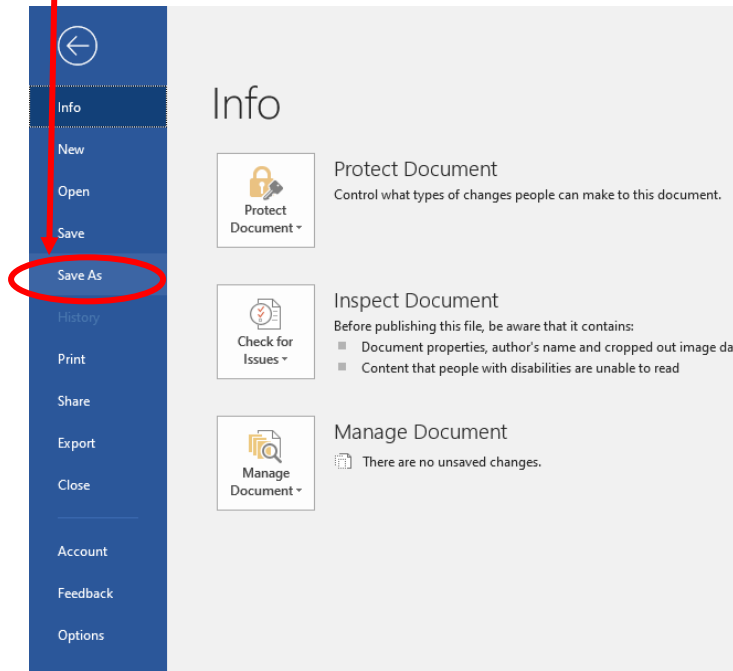 Info
New
Open
Save
Save As
History
Print
Share
Export
Close
Account
Feedback
Options
Info
Protect
Document
Protect Document
Control what types of changes people can make to this document.
Check for
Issues
Inspect Document
Before publishing this file, be aware that it contains:
Document properties, author's name and cropped out image da
Content that people with disabilities are unable to read
Manage
Document
Manage Document
There are no unsaved changes.